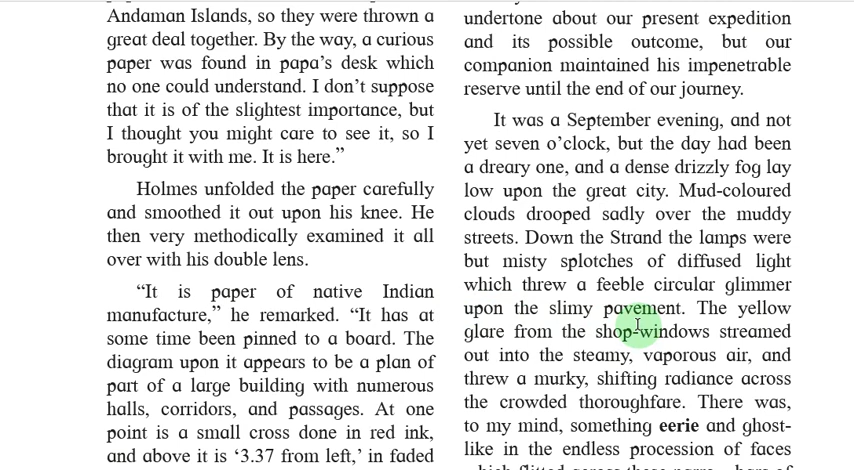 Andaman Islands, so they were thrown a
great deal together. By the way, a curious
paper was found in papa’s desk which
no one could understand. I don’t suppose
that it is of the slightest importance, but
I thought you might care to see it, so I
brought it with me. It is here.”
Holmes unfolded the paper carefully
and smoothed it out upon his knee. He
then very methodically examined it all
over with his double lens.
“It is paper of native Indian
manufacture,” he remarked. “It has at
some time been pinned to a board. The
diagram upon it appears to be a plan of
part of a large building with numerous
halls, corridors, and passages. At one
point is a small cross done in red ink,
and above it is ‘3.37 from left,’ in faded
undertone about our present expedition
and its possible outcome, but our
companion maintained his impenetrable
reserve until the end of our journey.
It was a September evening, and not
yet seven o’clock, but the day had been
a dreary one, and a dense drizzly fog lay
low upon the great city. Mud-coloured
clouds drooped sadly over the muddy
streets. Down the Strand the lamps were
but misty splotches of diffused light
which threw a feeble circular glimmer
upon the slimy pavement. The yellow
glare from the shop-windows streamed
out into the steamy, vaporous air, and
threw a murky, shifting radiance across
the crowded thoroughfare. There was,
to my mind, something eerie and ghost-
like in the endless procession of faces